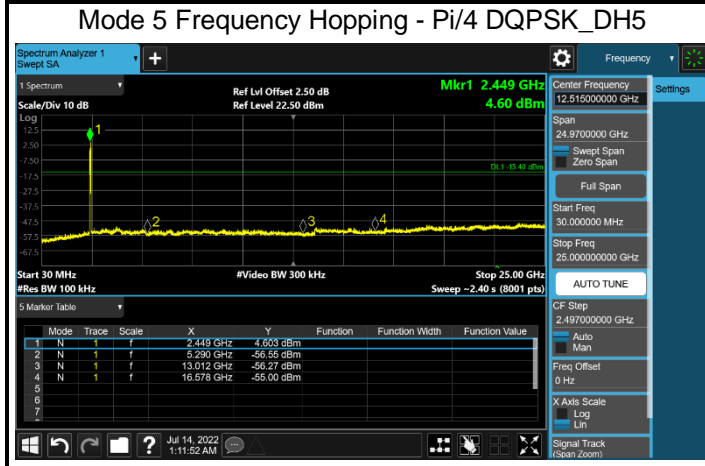 Mode 5 Frequency Hopping - Pi/4 DQPSK_DH5
Spectrum Analyzer 1
Swept SA
Frequency
1 Spectrum
Ref Lvl Offset 2.50 dB
Mkr1 2.449 GHz
Scale/Div 10 dB
Ref Level 22.50 dBm
4.60 dBm
Log
12.5
2.50
-7.50
-17.5
-27.5
-37.5
-47.5
-57.5
-67.5
1
2
3
4
DL1 -15.40 dBm
Start 30 MHz
#Video BW 300 kHz
Stop 25.00 GHz
#Res BW 100 kHz
Sweep ~2.40 s (8001 pts)
5 Marker Table
Mode Trace Scale X Y Function Function Width Function Value
1 N 1 f 2.449 GHz 4.603 dBm
2 N 1 f 5.290 GHz -56.55 dBm
3 N 1 f 13.012 GHz -56.27 dBm
4 N 1 f 16.578 GHz -55.00 dBm
5
6
7
Jul 14, 2022
1:11:52 AM
Settings
Center Frequency
12.515000000 GHz
Span
24.9700000 GHz
Swept Span
Zero Span
Full Span
Start Freq
30.000000 MHz
Stop Freq
25.000000000 GHz
AUTO TUNE
CF Step
2.497000000 GHz
Auto
Man
Freq Offset
0 Hz
X Axis Scale
Log
Lin
Signal Track
(Span Zoom)